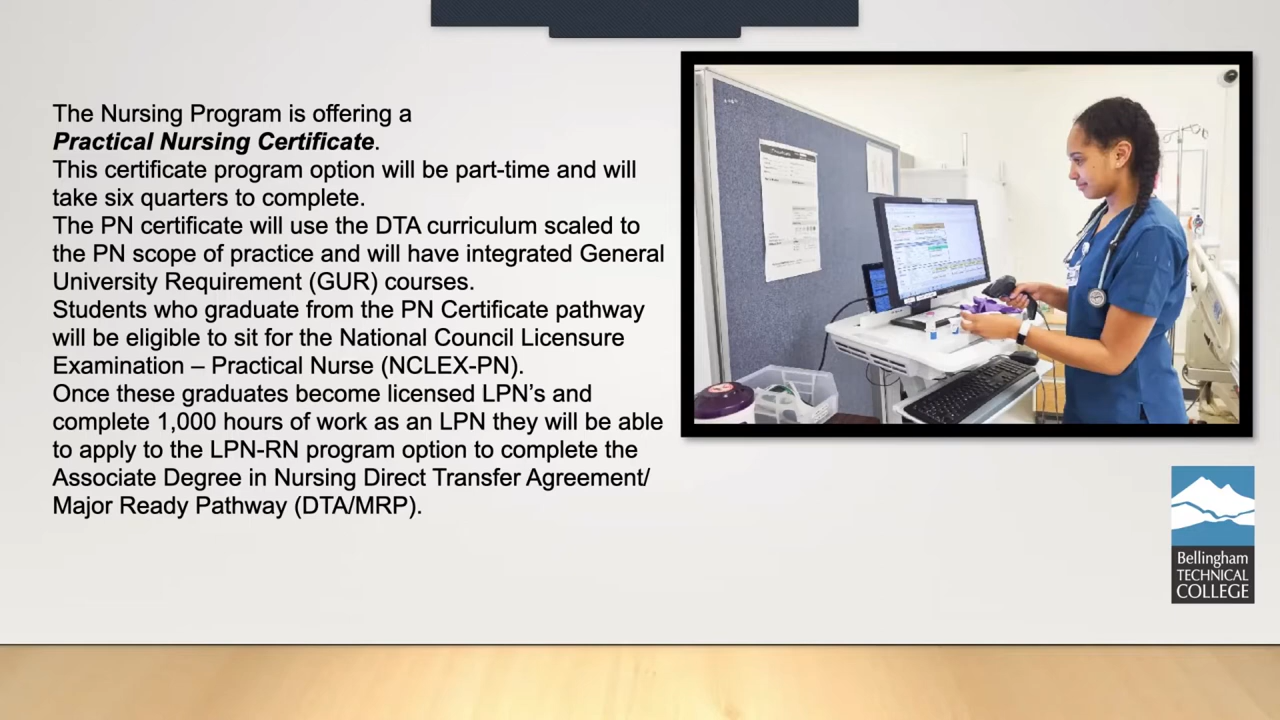 The Nursing Program is offering a
Practical Nursing Certificate.
This certificate program option will be part-time and will
take six quarters to complete.
The PN certificate will use the DTA curriculum scaled to
the PN scope of practice and will have integrated General
University Requirement (GUR) courses.
Students who graduate from the PN Certificate pathway
will be eligible to sit for the National Council Licensure
Examination – Practical Nurse (NCLEX-PN).
Once these graduates become licensed LPN’s and
complete 1,000 hours of work as an LPN they will be able
to apply to the LPN-RN program option to complete the
Associate Degree in Nursing Direct Transfer Agreement/
Major Ready Pathway (DTA/MRP).
Bellingham
TECHNICAL
COLLEGE